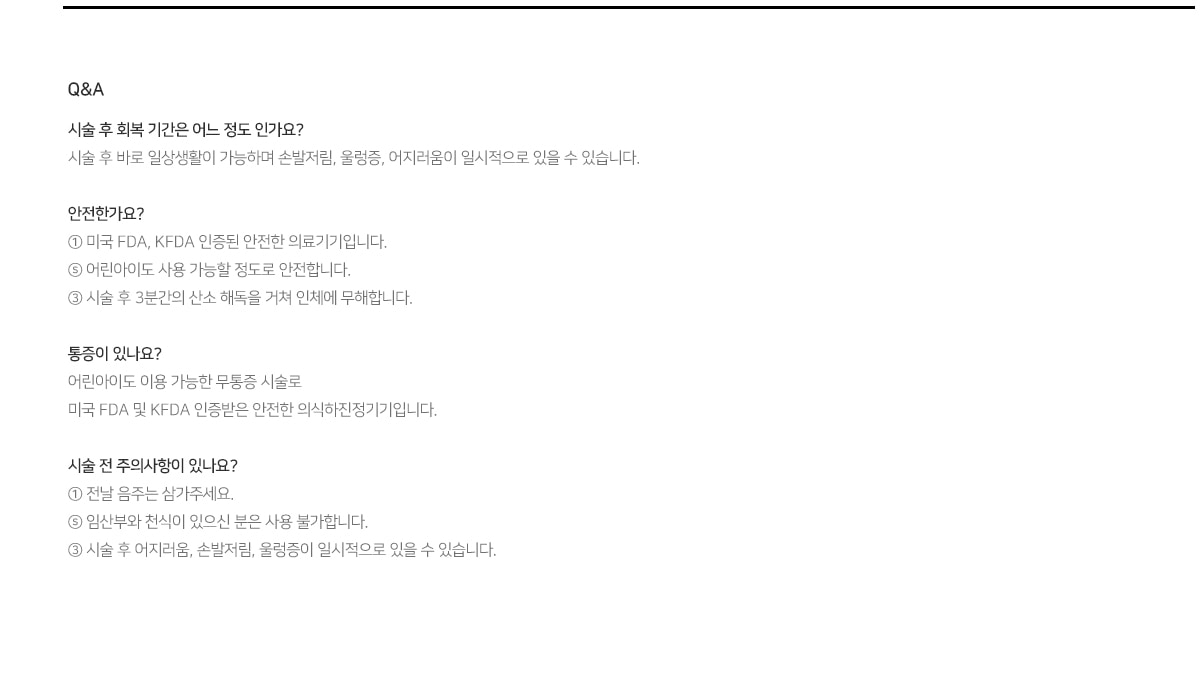 Q&A
시술 후 회복 기간은 어느 정도 인가요?
시술 후 바로 일상생활이 가능하며 손발저림, 울렁증, 어지러움이 일시적으로 있을 수 있습니다.
안전한가요?
① 미국 FDA, KFDA 인증된 안전한 의료기기입니다.
ⓢ 어린아이도 사용 가능할 정도로 안전합니다.
③ 시술 후 3분간의 산소 해독을 거쳐 인체에 무해합니다.
통증이 있나요?
어린아이도 이용 가능한 무통증 시술로
미국 FDA 및 KFDA 인증받은 안전한 의식하진정기기입니다.
시술 전 주의사항이 있나요?
① 전날 음주는 삼가주세요.
ⓢ 임산부와 천식이 있으신 분은 사용 불가합니다.
③ 시술 후 어지러움, 손발저림, 울렁증이 일시적으로 있을 수 있습니다.